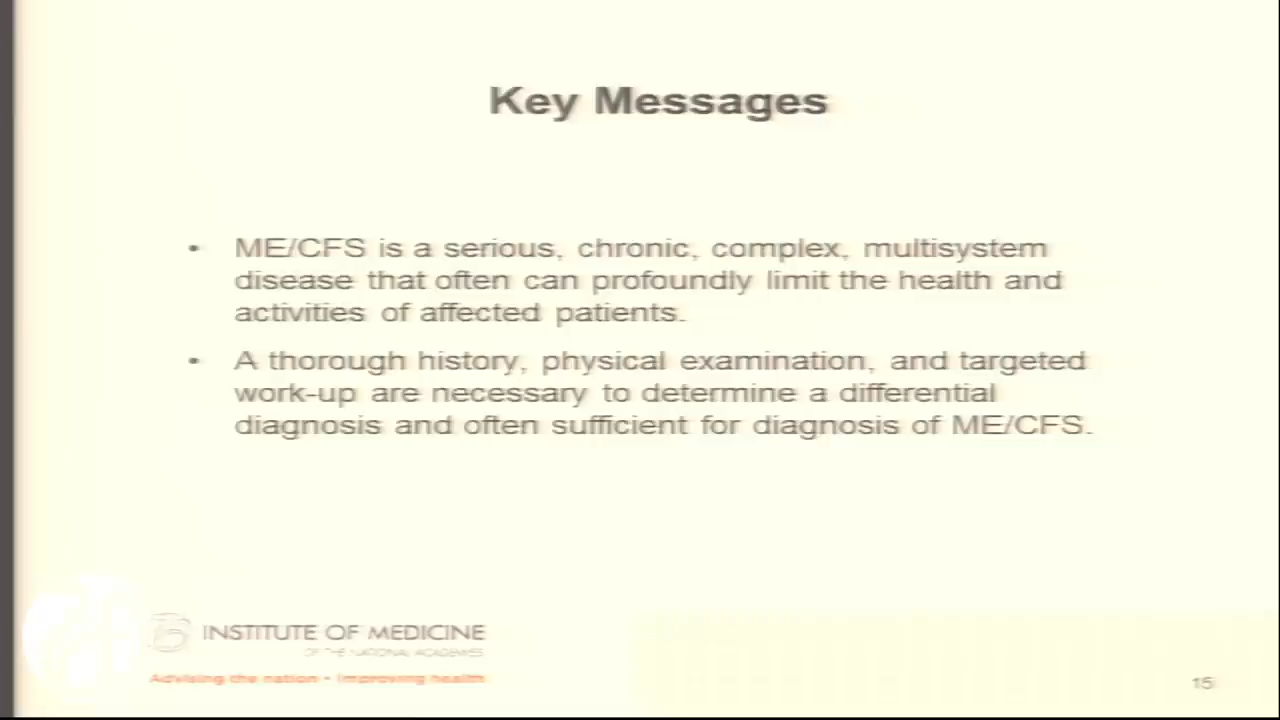 Key Messages
• ME/CFS is a serious, chronic, complex, multisystem
disease that often can profoundly limit the health and
activities of affected patients.
• A thorough history, physical examination, and targeted
work-up are necessary to determine a differential
diagnosis and often sufficient for diagnosis of ME/CFS.
INSTITUTE OF MEDICINE
OF THE NATIONAL ACADEMIES
Advising the nation • Improving health
15